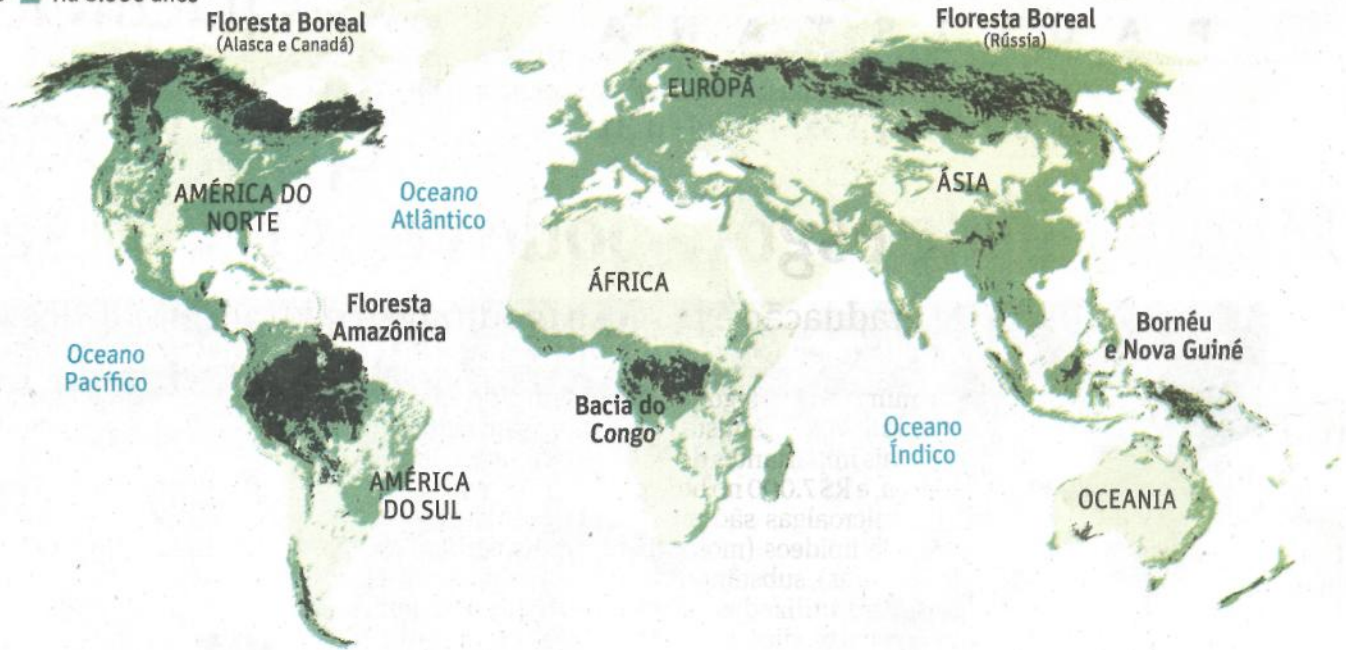 Floresta Boreal
(Alasca e Canadá)
Floresta Boreal
(Rússia)
EUROPA
ÁSIA
AMÉRICA DO
NORTE
Oceano
Atlântico
ÁFRICA
Floresta
Amazônica
Oceano
Pacífico
Bornéu
e Nova Guiné
Bacia do
Congo
Oceano
Índico
AMÉRICA
DO SUL
OCEANIA